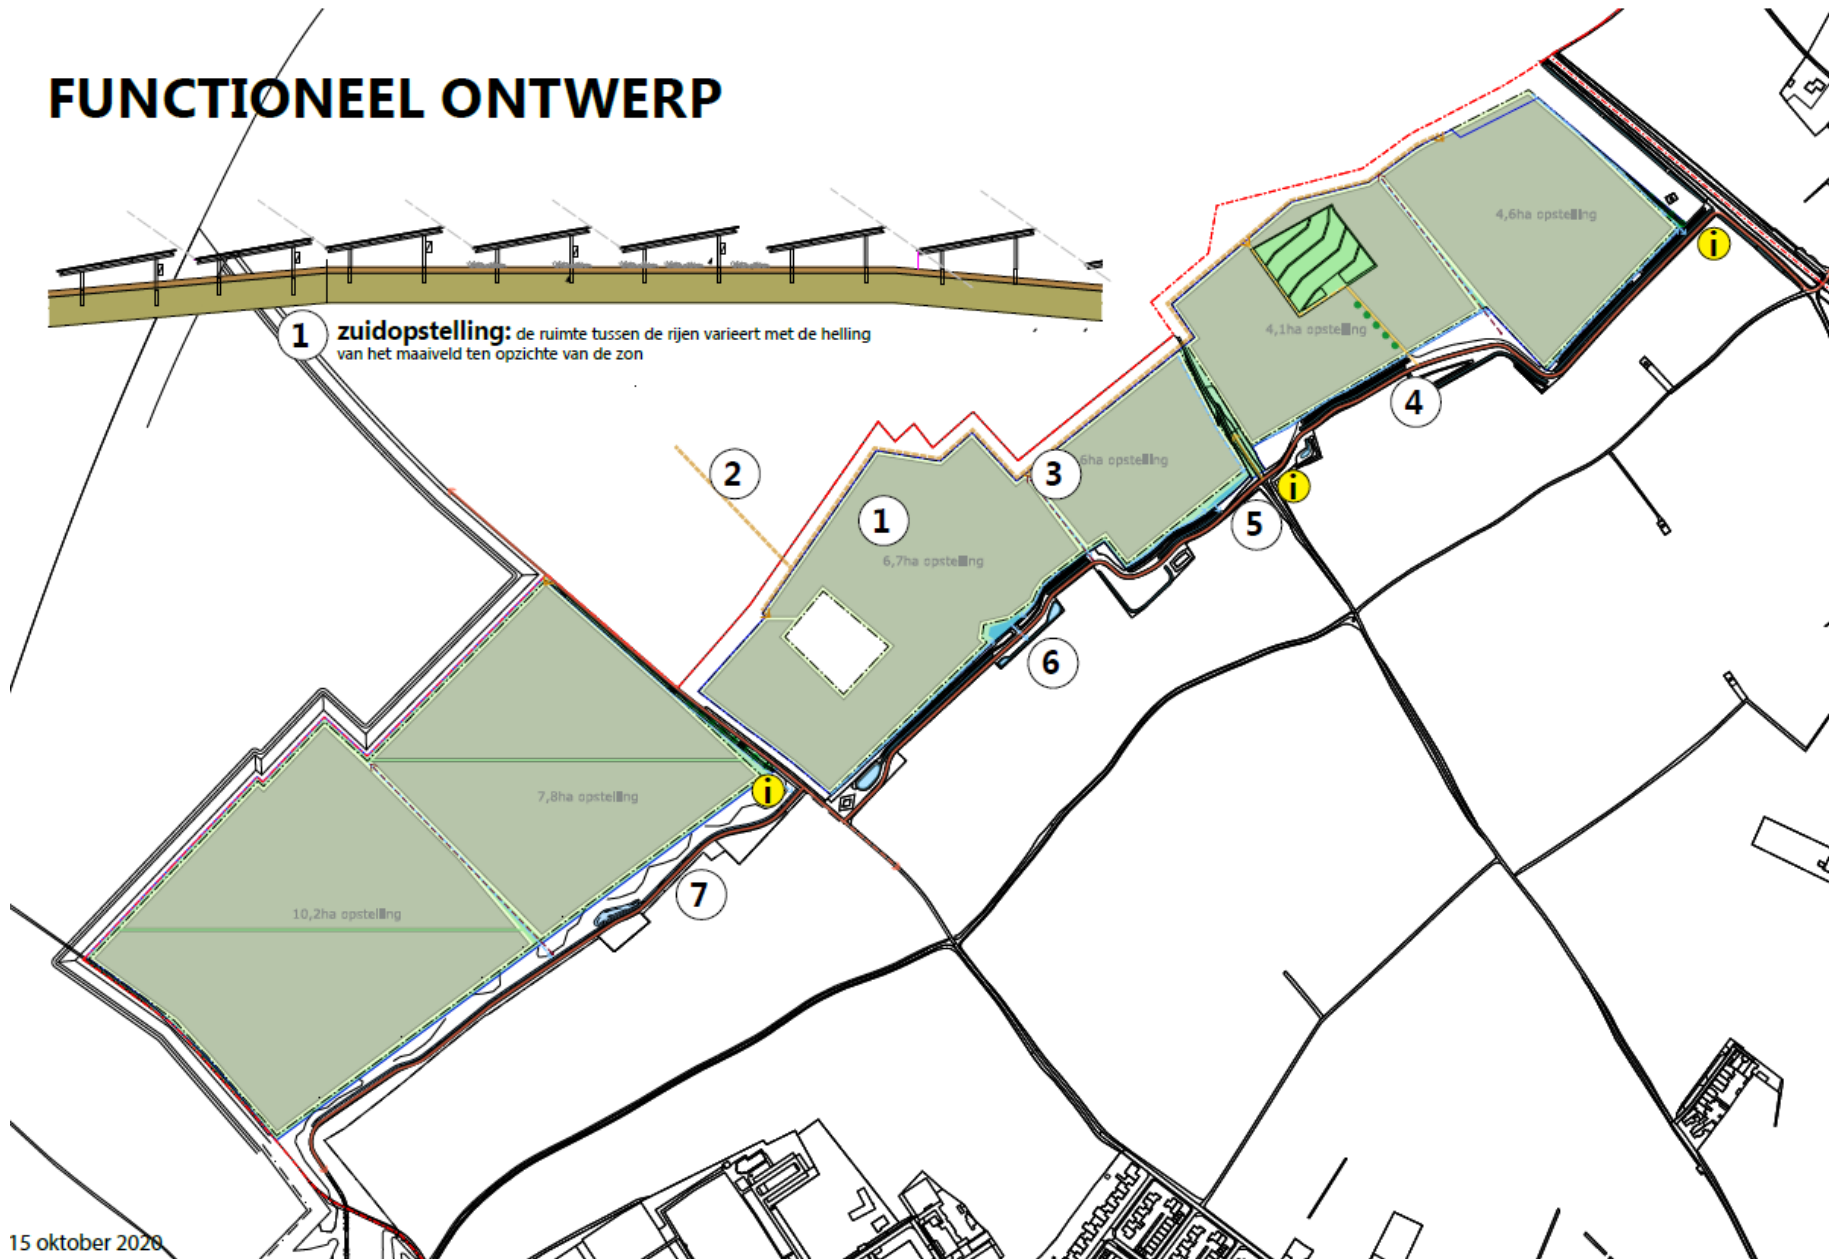 FUNCTIONEEL ONTWERP
1 zuidopstelling: de ruimte tussen de rijen varieert met de helling
van het maaiveld ten opzichte van de zon
4,6ha opstelling
i
4,1ha opstelling
4
2
3
6ha opstelling
i
5
1
6,7ha opstelling
6
7,8ha opstelling
i
7
10,2ha opstelling
15 oktober 2020